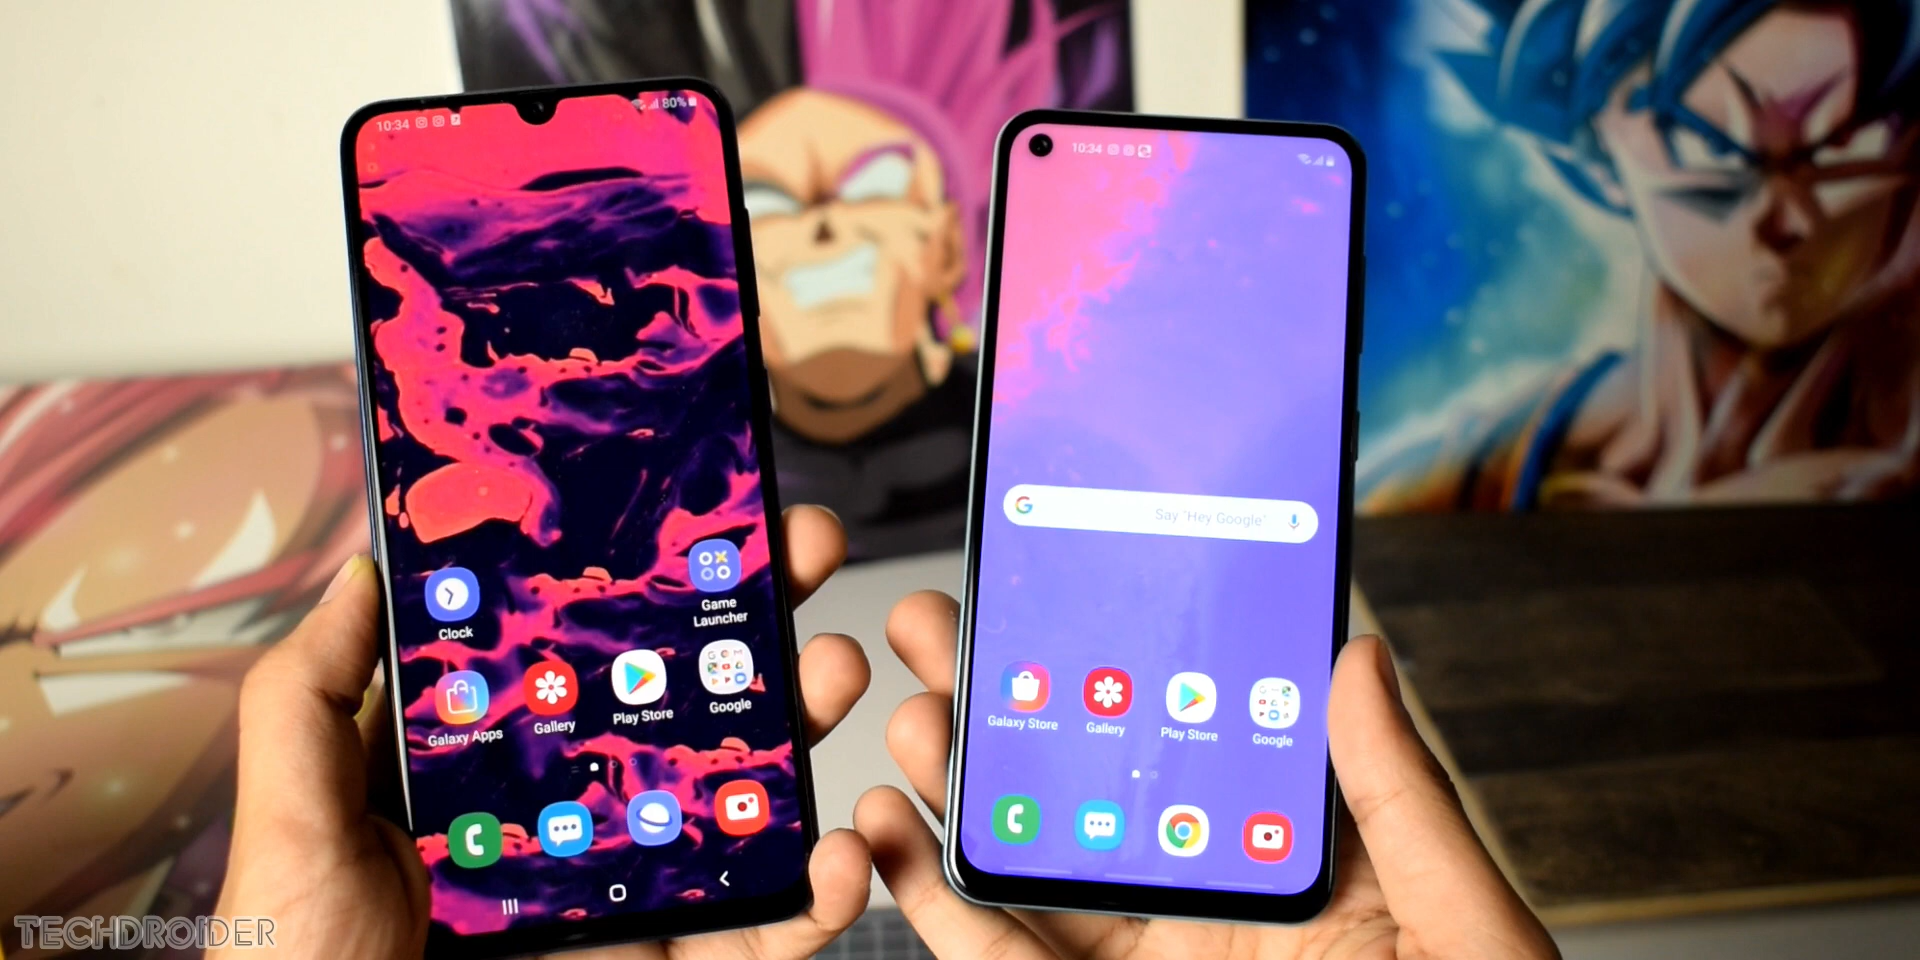 10:34
80%
Clock
Game
Launcher
Galaxy Apps
Gallery
Play Store
Google
10:34
G
Say "Hey Google"
Galaxy Store
Gallery
Play Store
Google
TECHDROIDER